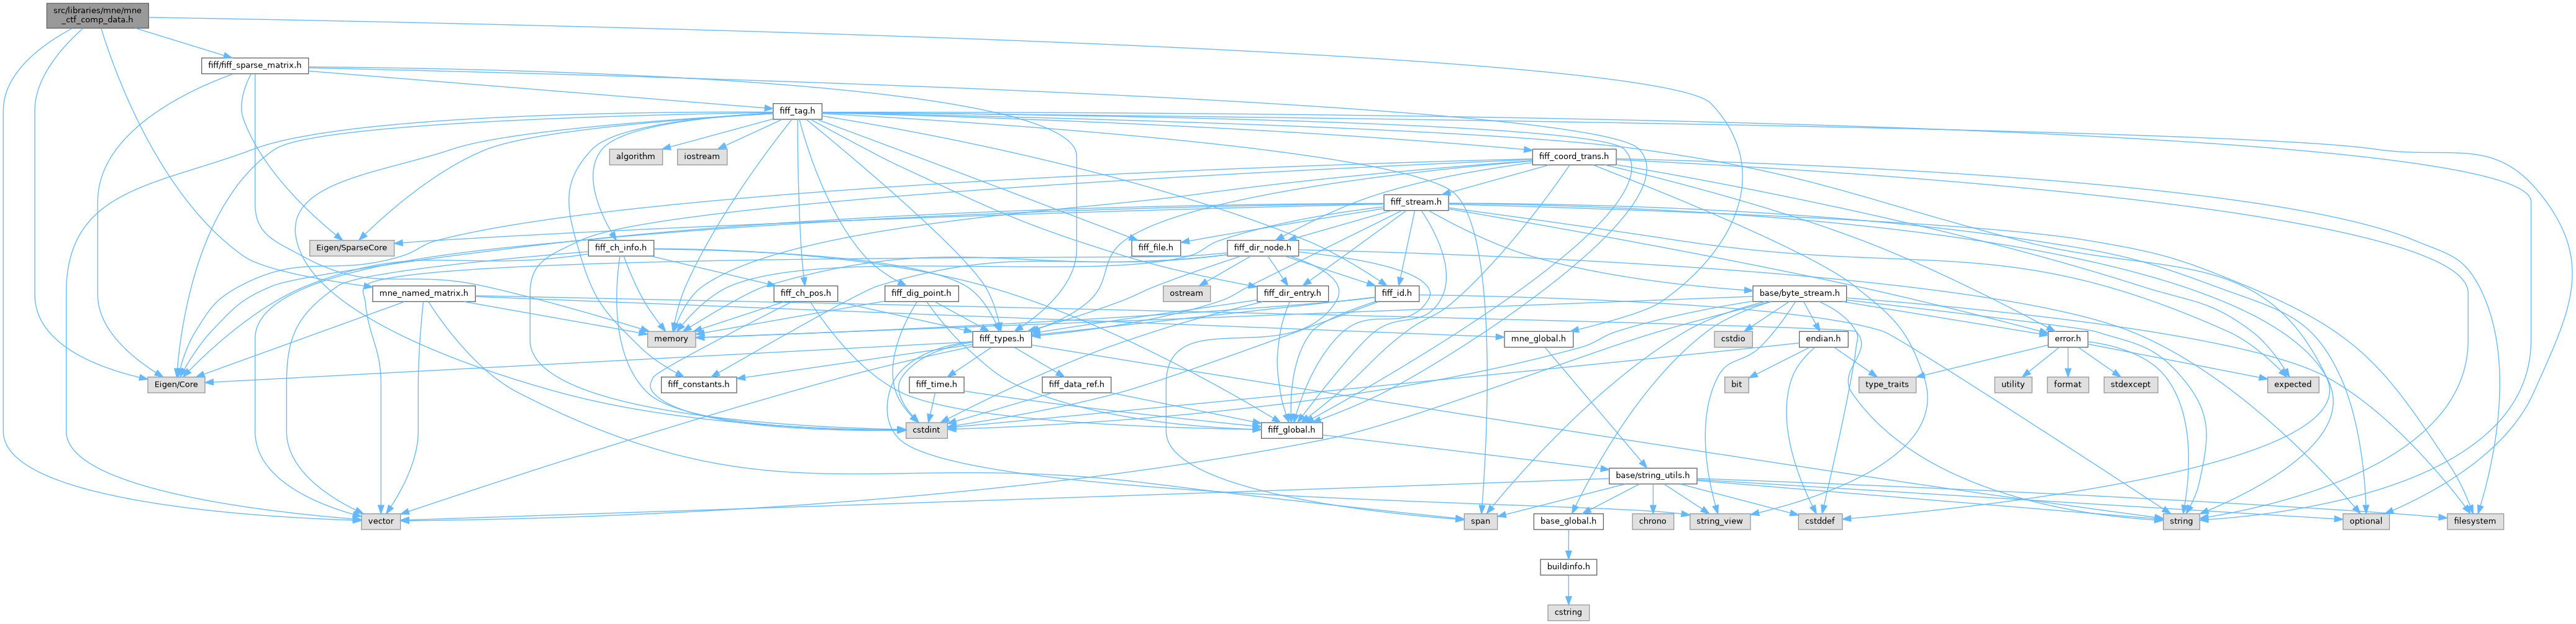 src/libraries/mne/mne
_ctf_comp_data.h
fiff/fiff_sparse_matrix.h
fiff_tag.h
algorithm
iostream
fiff_coord_trans.h
fiff_stream.h
Eigen/SparseCore
fiff_ch_info.h
fiff_file.h
fiff_dir_node.h
mne_named_matrix.h
fiff_ch_pos.h
fiff_dig_point.h
ostream
fiff_dir_entry.h
fiff_id.h
base/byte_stream.h
memory
fiff_types.h
mne_global.h
cstdio
endian.h
error.h
Eigen/Core
fiff_constants.h
fiff_time.h
fiff_data_ref.h
bit
type_traits
utility
format
stdexcept
expected
cstdint
fiff_global.h
base/string_utils.h
vector
span
base_global.h
chrono
string_view
cstddef
string
optional
filesystem
buildinfo.h
cstring